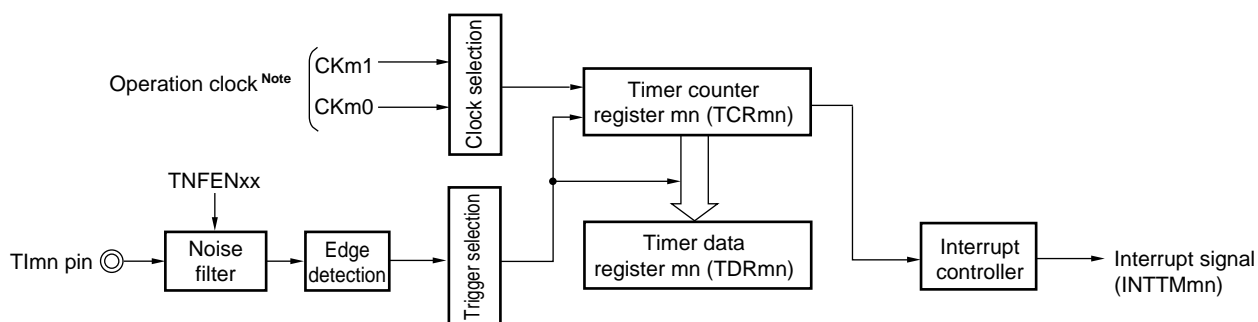 Operation clock Note
CKm1
CKm0
Clock selection
Timer counter
register mn (TCRmn)
TNFENxx
TImn pin
Noise
filter
Edge
detection
Trigger selection
Timer data
register mn (TDRmn)
Interrupt
controller
Interrupt signal
(INTTMmn)